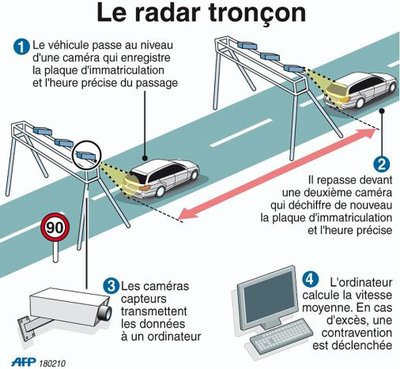 Le radar tronçon
1 Le véhicule passe au niveau
d'une caméra qui enregistre
la plaque d'immatriculation
et l'heure précise du passage
2
Il repasse devant
une deuxième caméra
qui déchiffre de nouveau
la plaque d'immatriculation
et l'heure précise
90
3 Les caméras
capteurs
transmettent
les données
à un ordinateur
4 L'ordinateur
calcule la vitesse
moyenne. En cas
d'excès, une
contravention
est déclenchée
AFP 180210